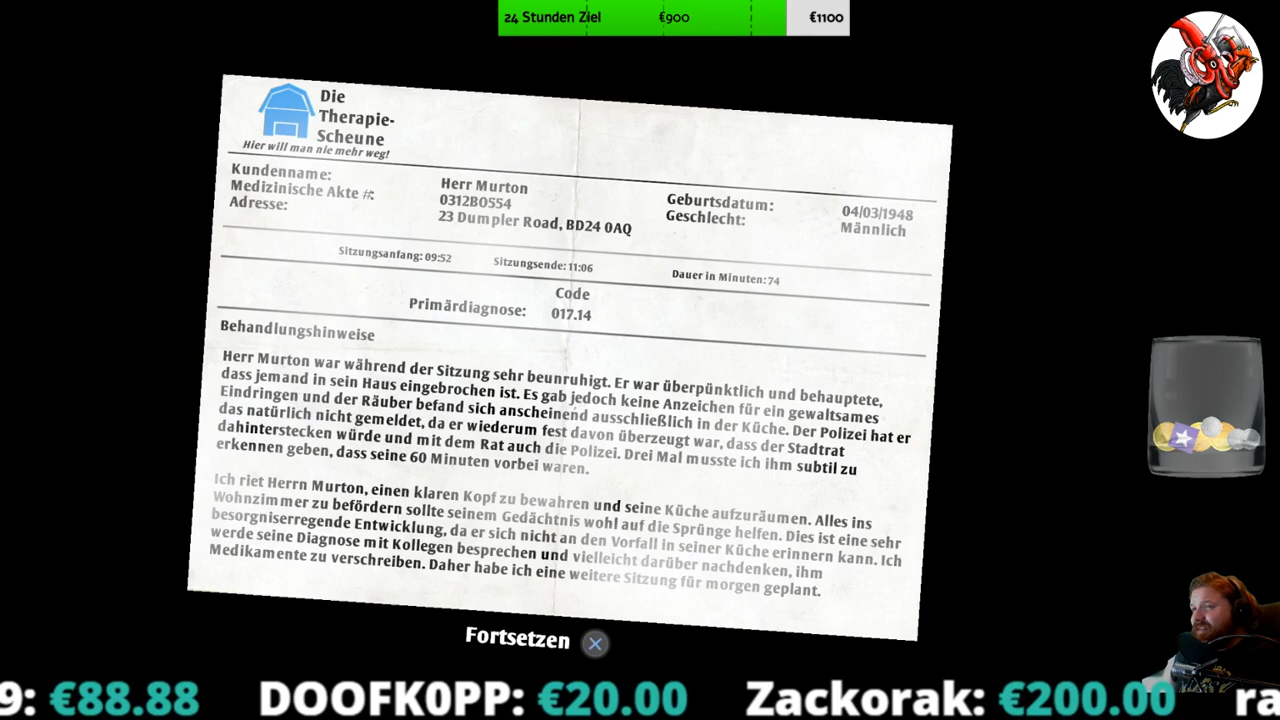 24 Stunden Ziel €900 €1100
Die
Therapie-
Scheune
Hier will man nie mehr weg!
Kundenname: Herr Murton Geburtsdatum: 04/03/1948
Medizinische Akte #: 0312B0554 Geschlecht: Männlich
Adresse: 23 Dumpler Road, BD24 0AQ
Sitzungsanfang: 09:52 Sitzungsende: 11:06 Dauer in Minuten: 74
Code
Primärdiagnose: 017.14
Behandlungshinweise
Herr Murton war während der Sitzung sehr beunruhigt. Er war überpünktlich und behauptete,
dass jemand in sein Haus eingebrochen ist. Es gab jedoch keine Anzeichen für ein gewaltsames
Eindringen und der Räuber befand sich anscheinend ausschließlich in der Küche. Der Polizei hat er
das natürlich nicht gemeldet, da er wiederum fest davon überzeugt war, dass der Stadtrat
dahinterstecken würde und mit dem Rat auch die Polizei. Drei Mal musste ich ihm subtil zu
erkennen geben, dass seine 60 Minuten vorbei waren.
Ich riet Herrn Murton, einen klaren Kopf zu bewahren und seine Küche aufzuräumen. Alles ins
Wohnzimmer zu befördern sollte seinem Gedächtnis wohl auf die Sprünge helfen. Dies ist eine sehr
besorgniserregende Entwicklung, da er sich nicht an den Vorfall in seiner Küche erinnern kann. Ich
werde seine Diagnose mit Kollegen besprechen und vielleicht darüber nachdenken, ihm
Medikamente zu verschreiben. Daher habe ich eine weitere Sitzung für morgen geplant.
Fortsetzen
9: €88.88 DOOFK0PP: €20.00 Zackorak: €200.00 ra